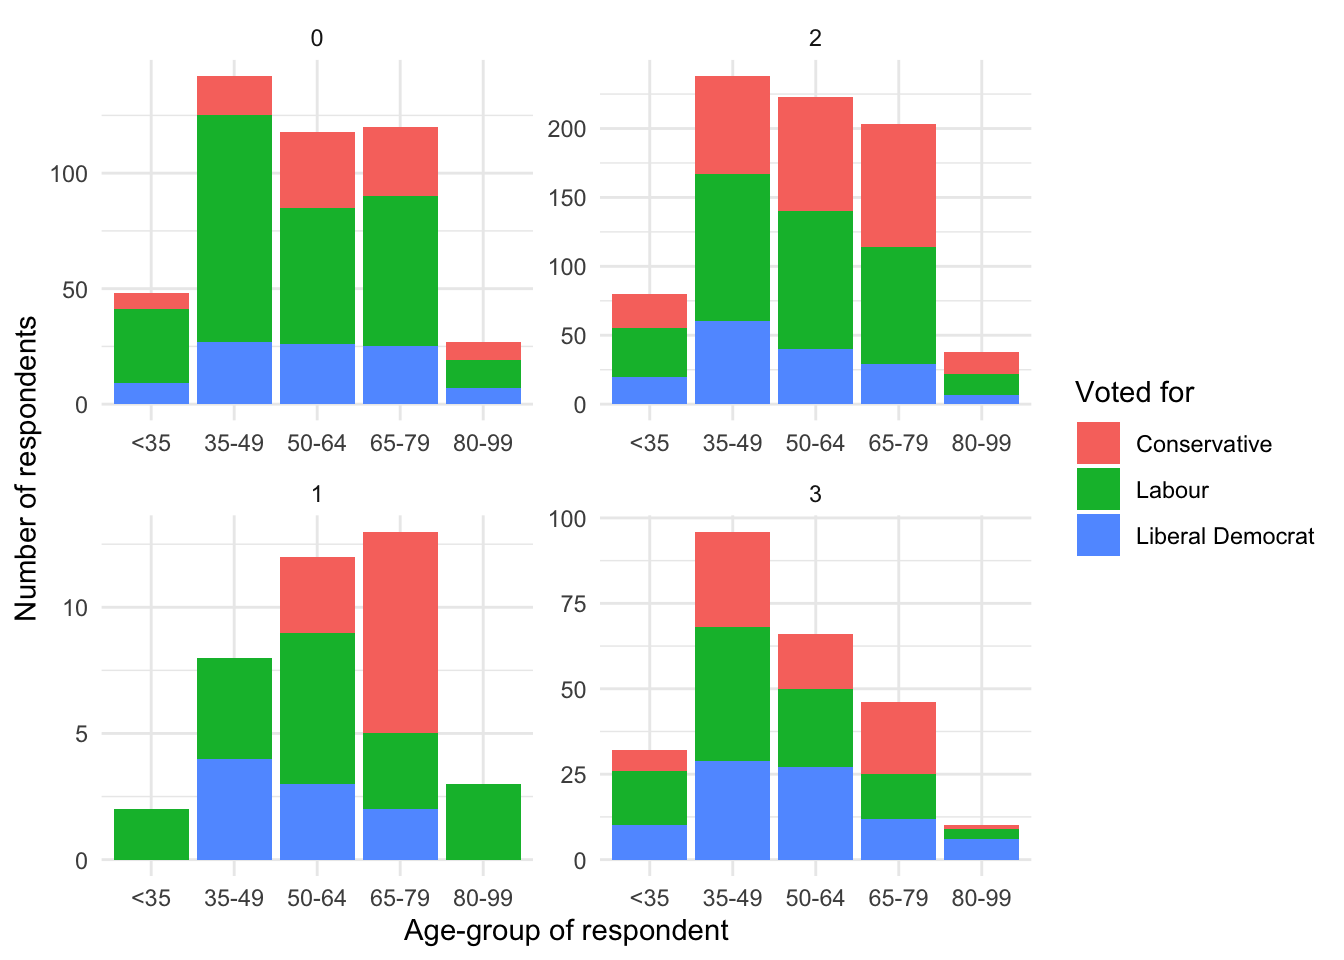 0
100
50
0
<35 35-49 50-64 65-79 80-99
2
200
150
100
50
0
<35 35-49 50-64 65-79 80-99
1
10
5
0
<35 35-49 50-64 65-79 80-99
3
100
75
50
25
0
<35 35-49 50-64 65-79 80-99
Number of respondents
Age-group of respondent
Voted for
Conservative
Labour
Liberal Democrat